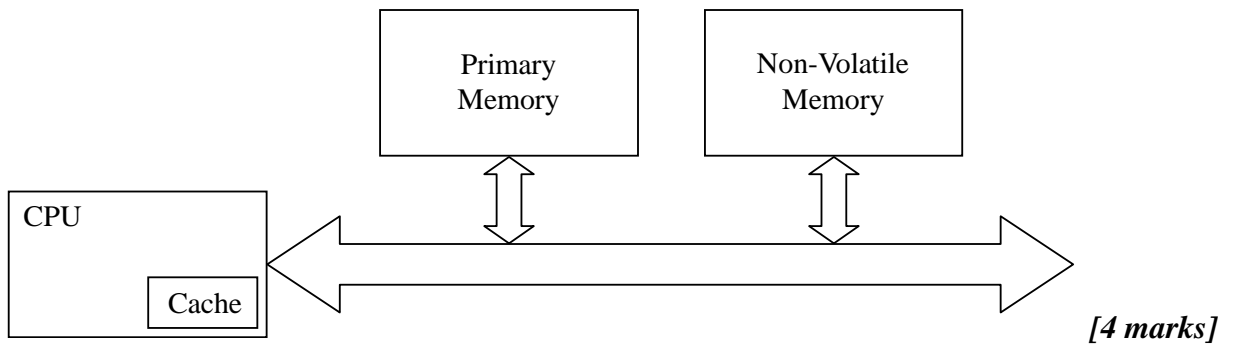 Primary
Memory
Non-Volatile
Memory
CPU
Cache
[4 marks]